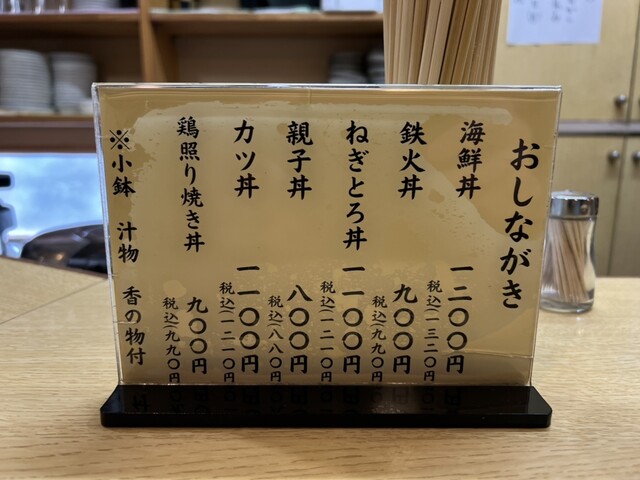 おしながき
海鮮丼 一二〇〇円
税込(一三二〇円
鉄火丼 九〇〇円
税込(九九〇円
ねぎとろ丼 一一〇〇円
税込(一二一〇円
親子丼 八〇〇円
税込(八八〇円
カツ丼 一一〇〇円
税込(一二一〇円
鶏照り焼き丼 九〇〇円
税込(九九〇円
※小鉢 汁物 香の物付